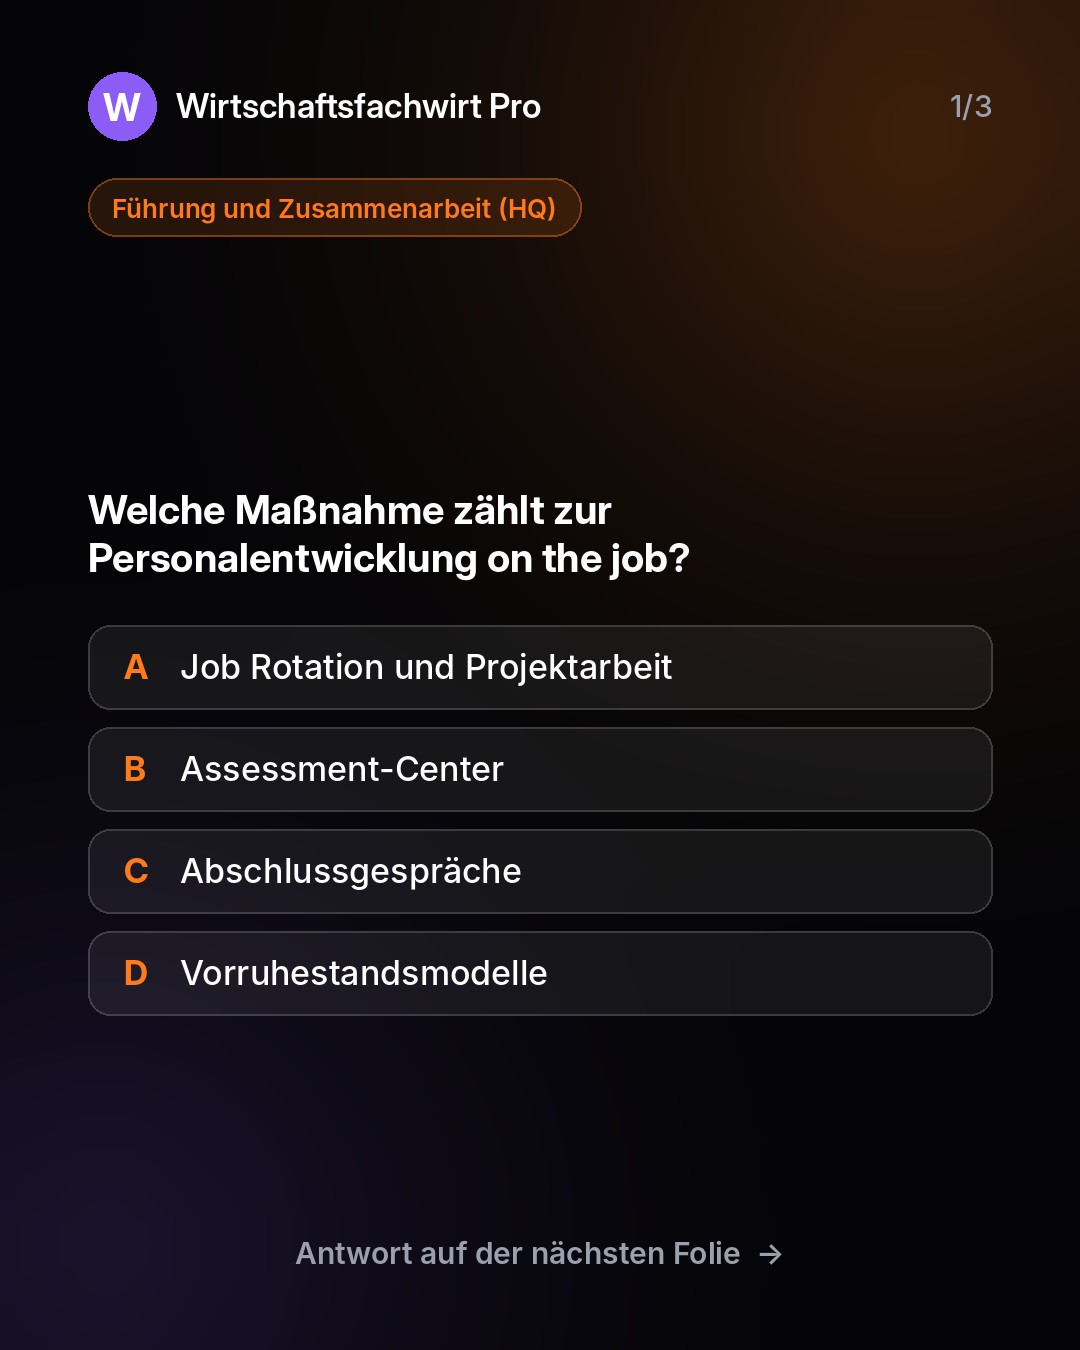 W Wirtschaftsfachwirt Pro 1/3
Führung und Zusammenarbeit (HQ)
Welche Maßnahme zählt zur
Personalentwicklung on the job?
A Job Rotation und Projektarbeit
B Assessment-Center
C Abschlussgespräche
D Vorruhestandsmodelle
Antwort auf der nächsten Folie →